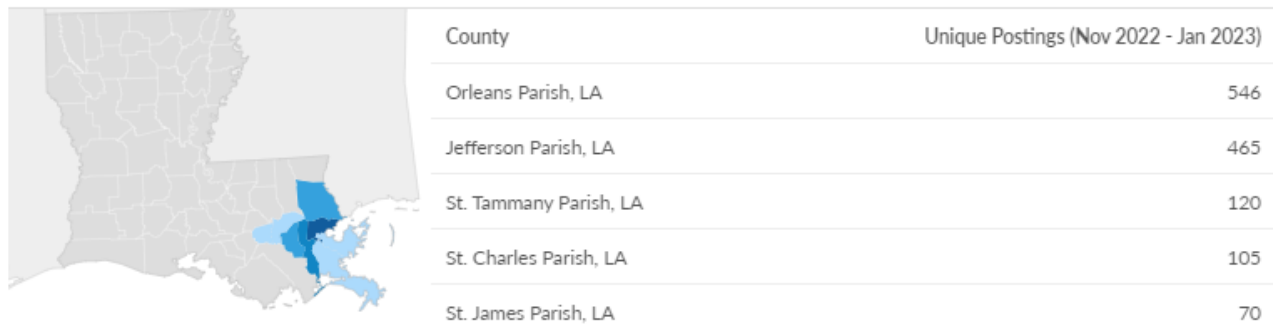 County Unique Postings (Nov 2022 - Jan 2023)
Orleans Parish, LA 546
Jefferson Parish, LA 465
St. Tammany Parish, LA 120
St. Charles Parish, LA 105
St. James Parish, LA 70